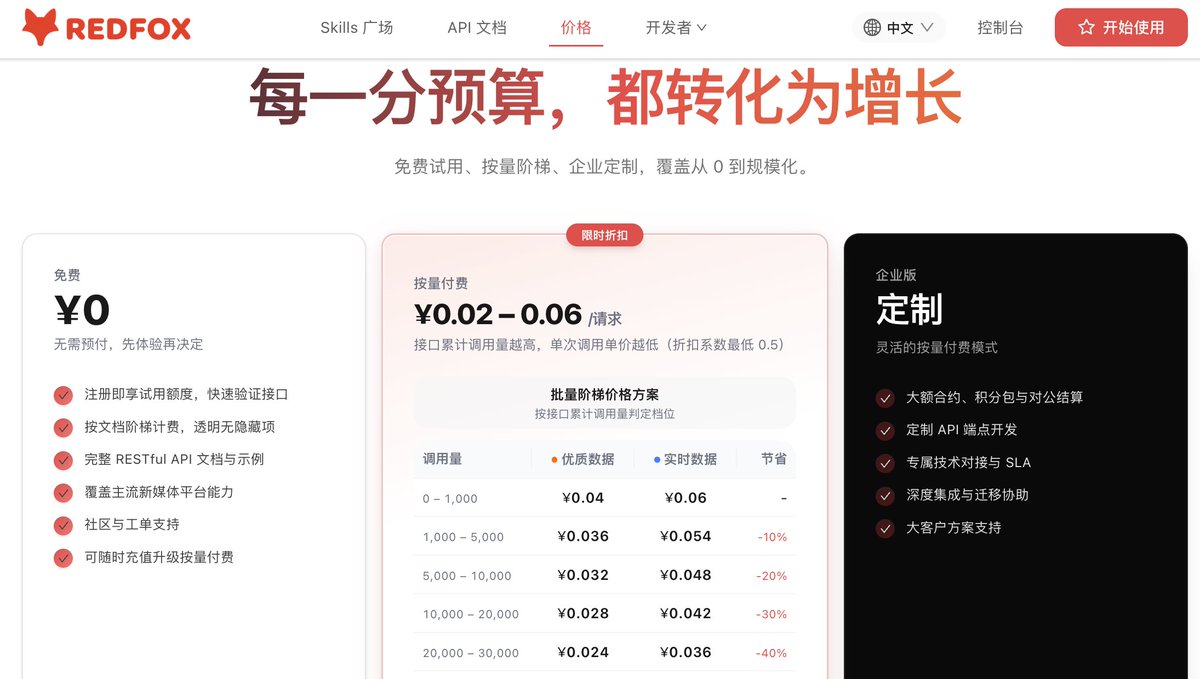 REDFOX
Skills 广场
API 文档
价格
开发者
中文
控制台
开始使用
每一分预算，都转化为增长
免费试用、按量阶梯、企业定制，覆盖从 0 到规模化。
免费
¥0
无需预付，先体验再决定
注册即享试用额度，快速验证接口
按文档阶梯计费，透明无隐藏项
完整 RESTful API 文档与示例
覆盖主流新媒体平台能力
社区与工单支持
可随时充值升级按量付费
限时折扣
按量付费
¥0.02 – 0.06 /请求
接口累计调用量越高，单次调用单价越低（折扣系数最低 0.5）
批量阶梯价格方案
按接口累计调用量判定档位
调用量 优质数据 实时数据 节省
0 – 1,000 ¥0.04 ¥0.06 -
1,000 – 5,000 ¥0.036 ¥0.054 -10%
5,000 – 10,000 ¥0.032 ¥0.048 -20%
10,000 – 20,000 ¥0.028 ¥0.042 -30%
20,000 – 30,000 ¥0.024 ¥0.036 -40%
企业版
定制
灵活的按量付费模式
大额合约、积分包与对公结算
定制 API 端点开发
专属技术对接与 SLA
深度集成与迁移协助
大客户方案支持